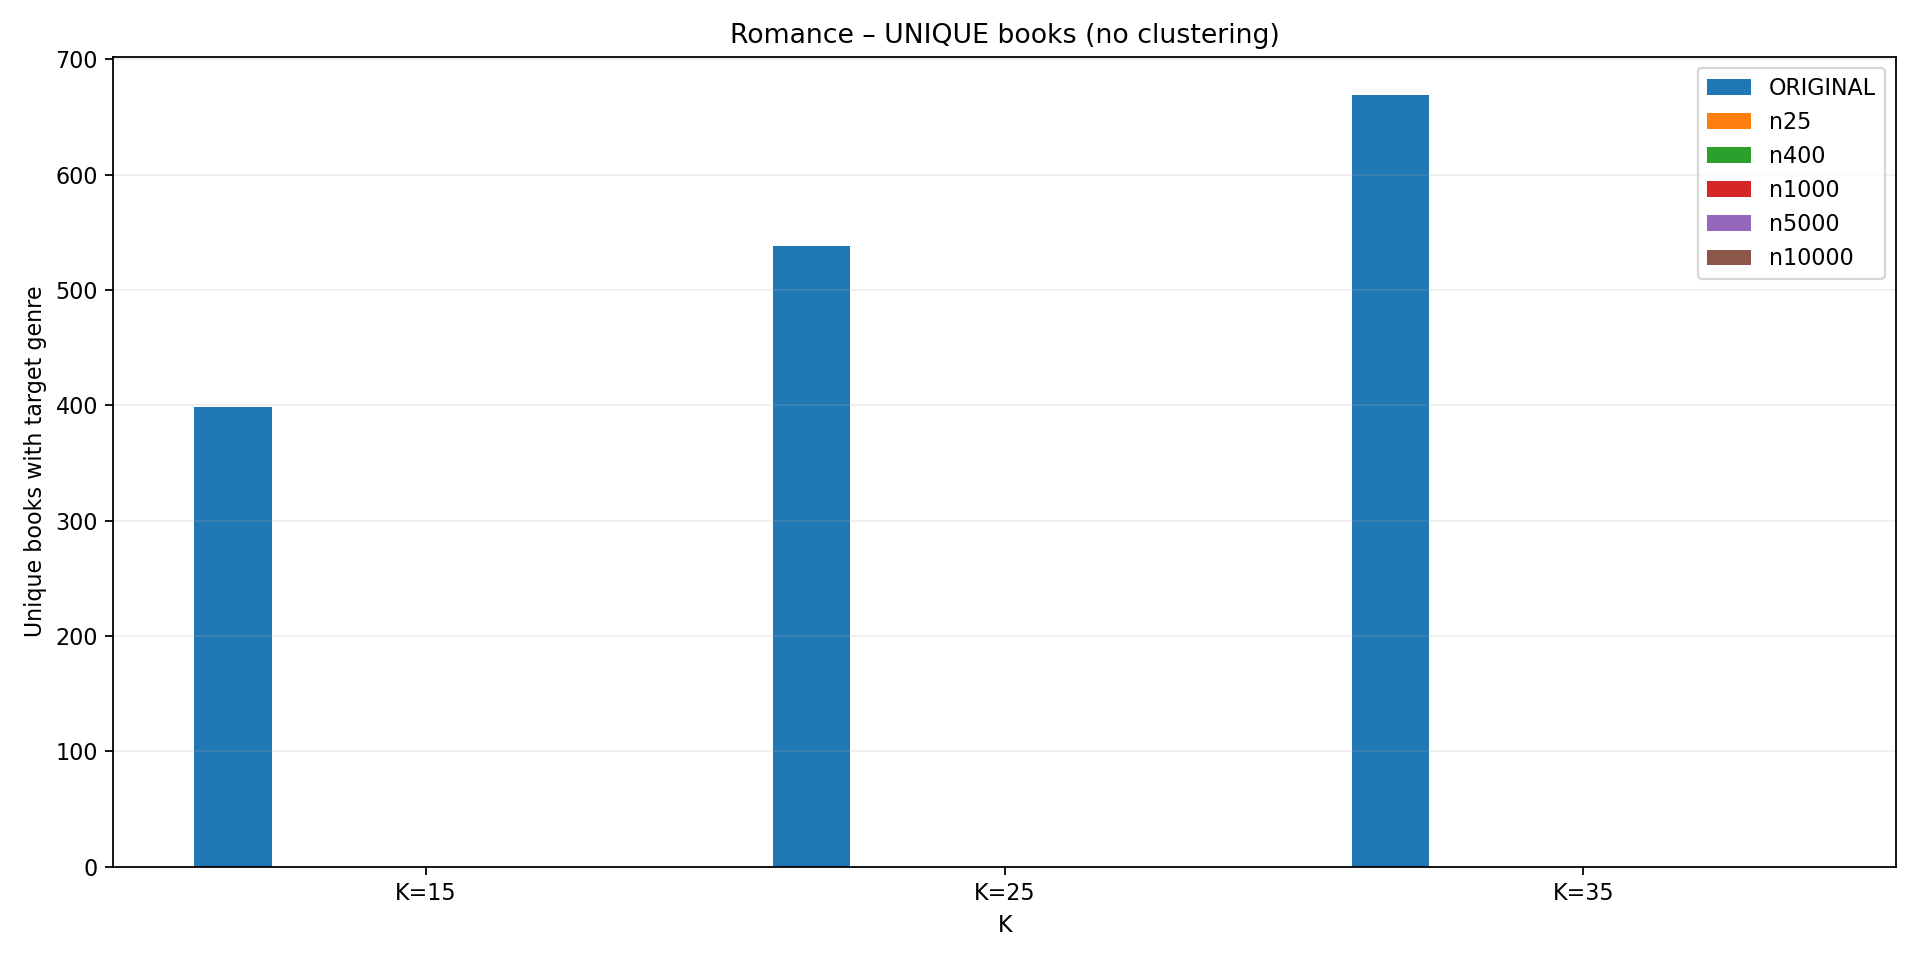 Romance – UNIQUE books (no clustering)
Unique books with target genre
700
600
500
400
300
200
100
0
ORIGINAL
n25
n400
n1000
n5000
n10000
K=15
K=25
K=35
K